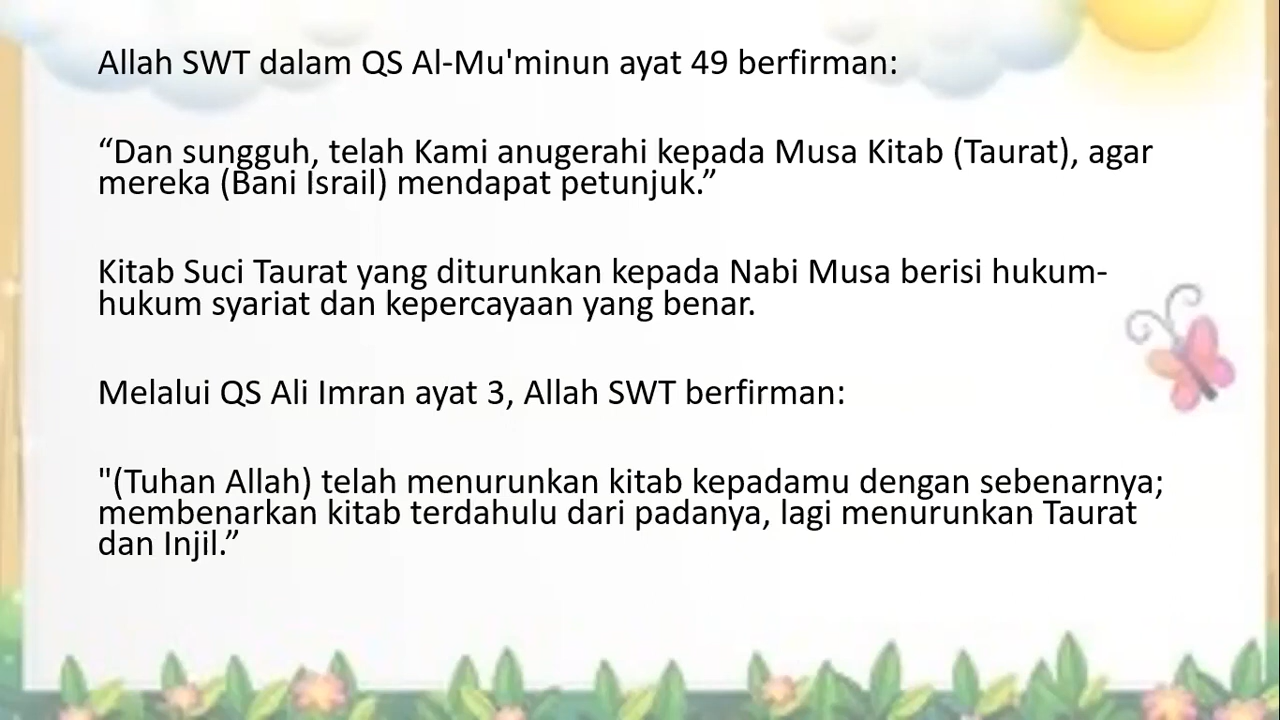 Allah SWT dalam QS Al-Mu'minun ayat 49 berfirman:
“Dan sungguh, telah Kami anugerahi kepada Musa Kitab (Taurat), agar
mereka (Bani Israil) mendapat petunjuk.”
Kitab Suci Taurat yang diturunkan kepada Nabi Musa berisi hukum-
hukum syariat dan kepercayaan yang benar.
Melalui QS Ali Imran ayat 3, Allah SWT berfirman:
"(Tuhan Allah) telah menurunkan kitab kepadamu dengan sebenarnya;
membenarkan kitab terdahulu dari padanya, lagi menurunkan Taurat
dan Injil.”